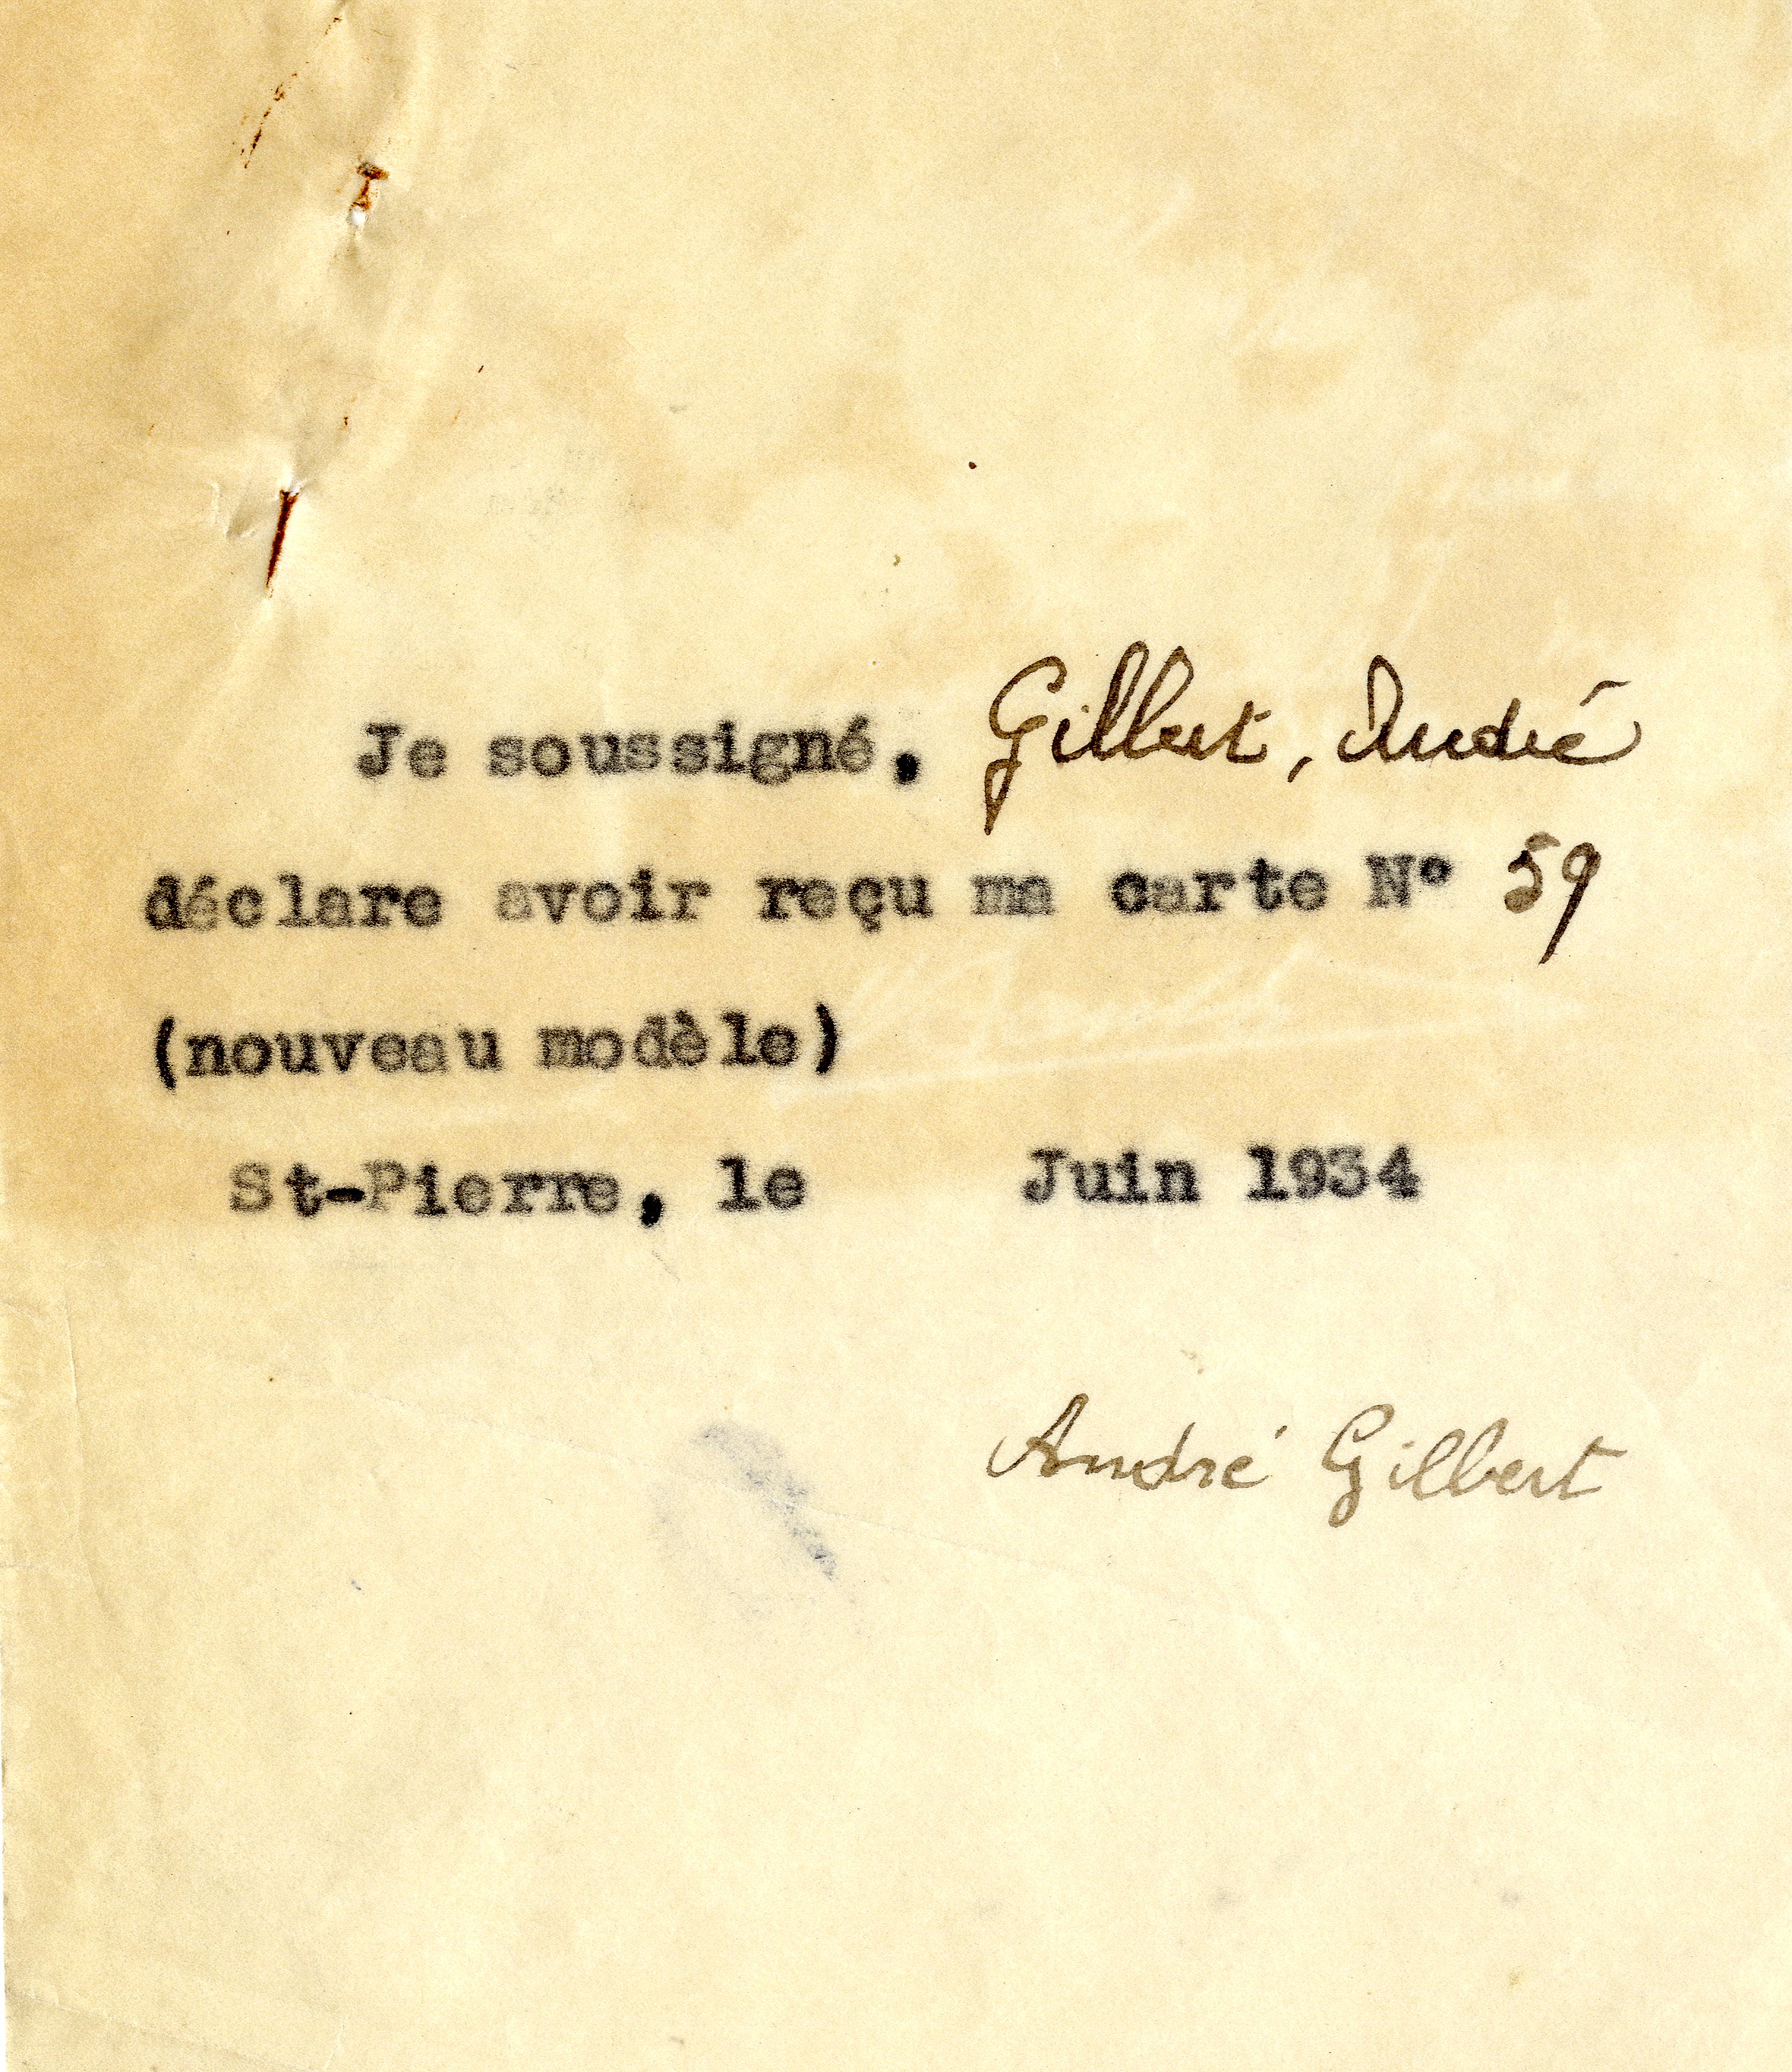 Je soussigné, Gilbert, André
déclare avoir reçu ma carte N° 59
(nouveau modèle)
St-Pierre, le Juin 1934
André Gilbert